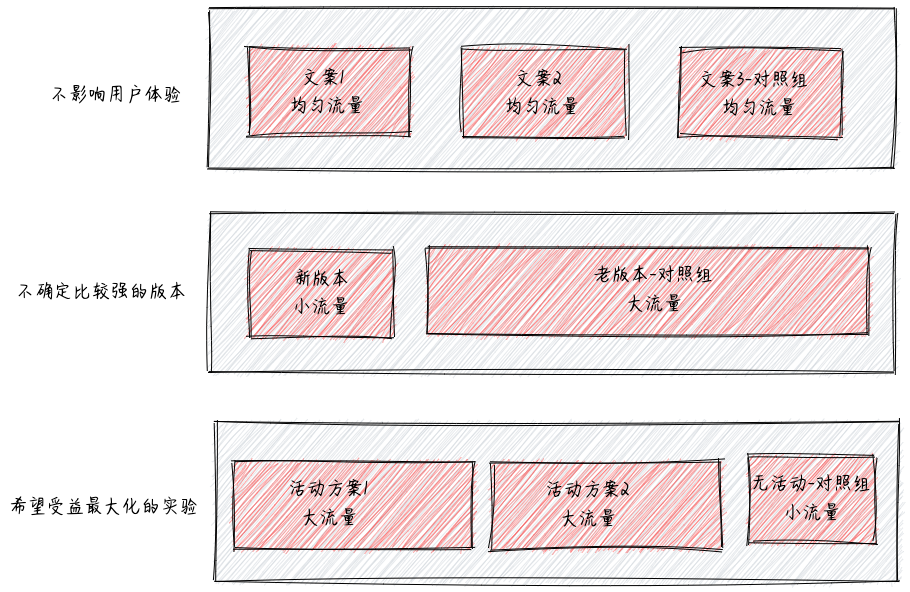 不影响用户体验
文案1
均匀流量
文案2
均匀流量
文案3-对照组
均匀流量
不确定比较强的版本
新版本
小流量
老版本-对照组
大流量
希望受益最大化的实验
活动方案1
大流量
活动方案2
大流量
无活动-对照组
小流量